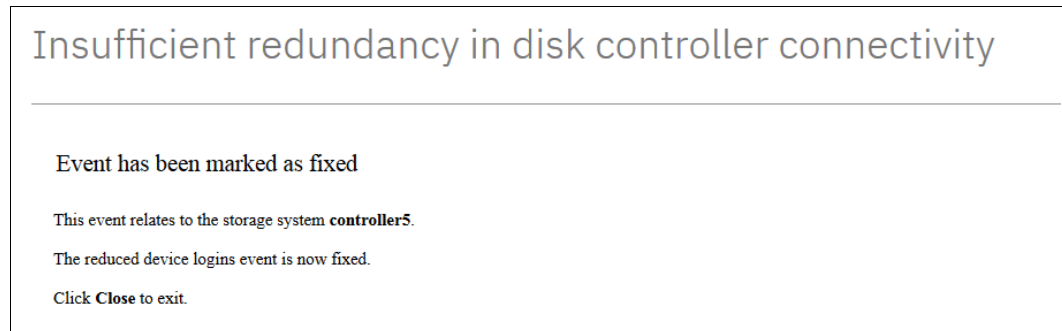 Insufficient redundancy in disk controller connectivity
Event has been marked as fixed
This event relates to the storage system controller5.
The reduced device logins event is now fixed.
Click Close to exit.